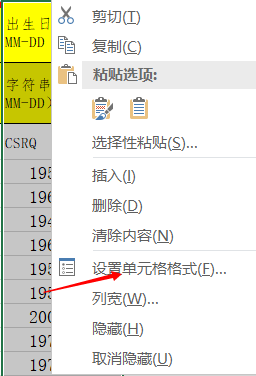 出生日
MM-DD
字符串
MM-DD
CSRQ
195
196
194
196
195
195
200
197
197
剪切(T)
复制(C)
粘贴选项:
选择性粘贴(S)...
插入(I)
删除(D)
清除内容(N)
设置单元格格式(F)...
列宽(W)...
隐藏(H)
取消隐藏(U)